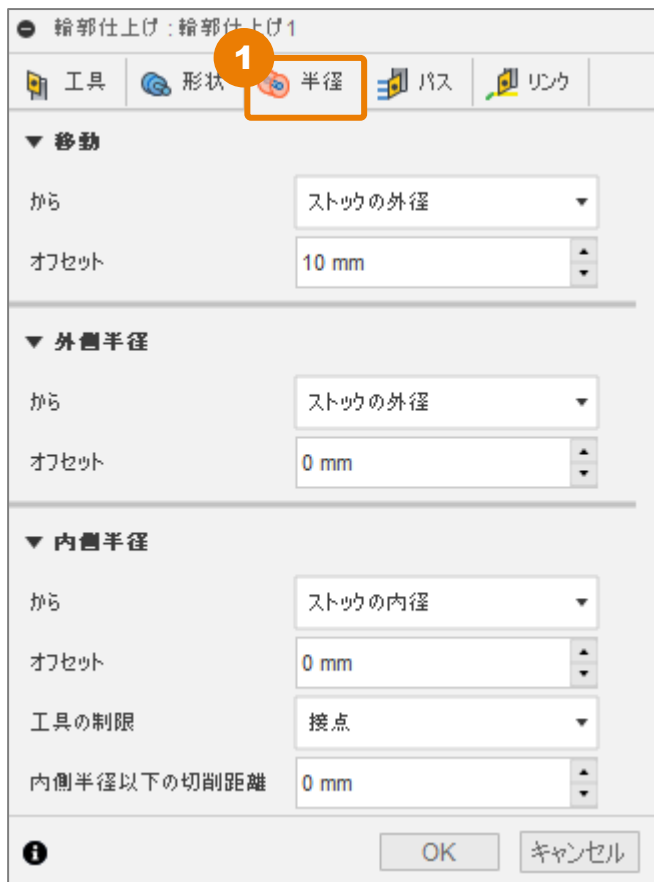 輪郭仕上げ : 輪郭仕上げ1
1
工具 形状 半径 パス リンク
▼ 移動
から ストックの外径
オフセット 10 mm
▼ 外側半径
から ストックの外径
オフセット 0 mm
▼ 内側半径
から ストックの内径
オフセット 0 mm
工具の制限 接点
内側半径以下の切削距離 0 mm
OK キャンセル